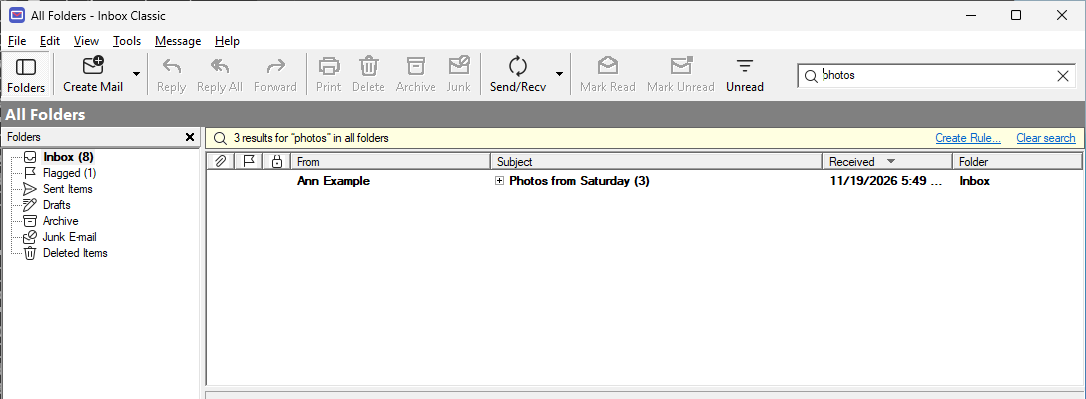 All Folders - Inbox Classic
File Edit View Tools Message Help
Folders Create Mail Reply Reply All Forward Print Delete Archive Junk Send/Recv Mark Read Mark Unread Unread photos
All Folders
Folders
3 results for "photos" in all folders Create Rule... Clear search
From Subject Received Folder
Ann Example Photos from Saturday (3) 11/19/2026 5:49 ... Inbox
Inbox (8)
Flagged (1)
Sent Items
Drafts
Archive
Junk E-mail
Deleted Items